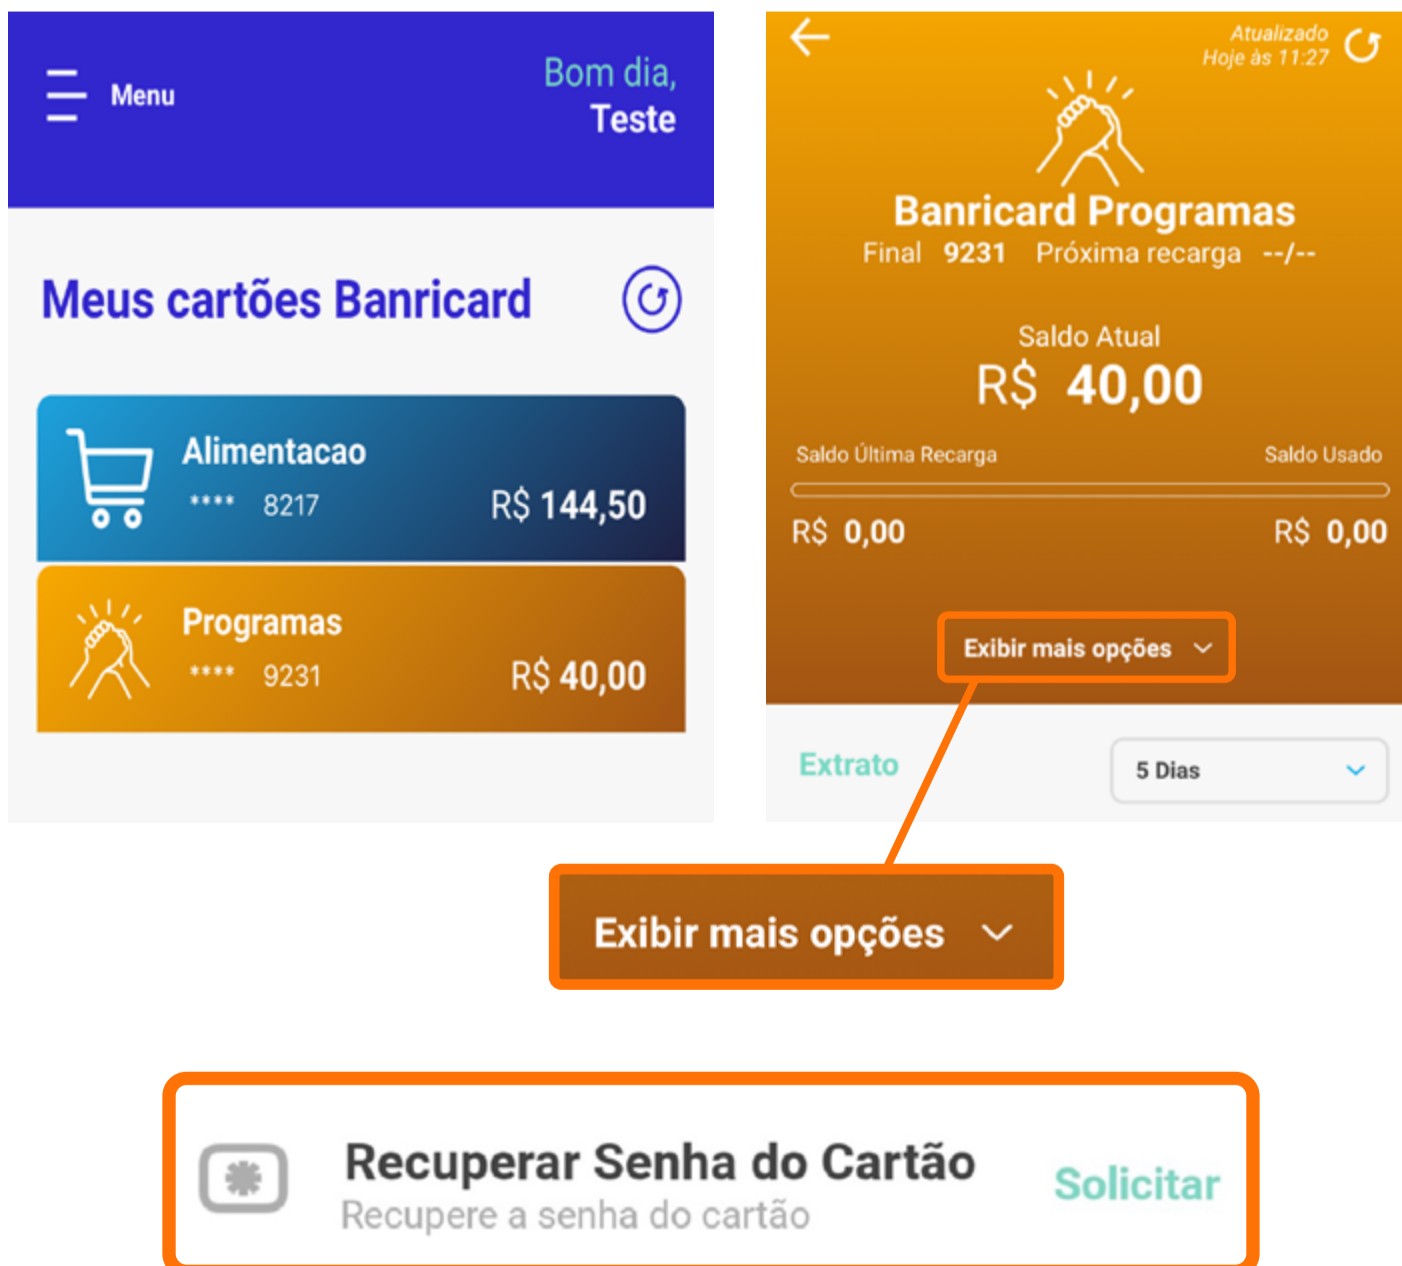 Menu
Bom dia,
Teste
Meus cartões Banricard
Alimentacao
**** 8217 R$ 144,50
Programas
**** 9231 R$ 40,00
Atualizado
Hoje às 11:27
Banricard Programas
Final 9231 Próxima recarga --/--
Saldo Atual
R$ 40,00
Saldo Última Recarga Saldo Usado
R$ 0,00 R$ 0,00
Exibir mais opções
Extrato 5 Dias
Exibir mais opções
Recuperar Senha do Cartão
Recupere a senha do cartão
Solicitar